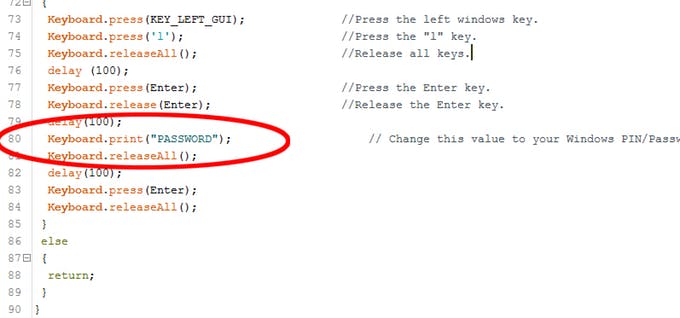 72 {
73 Keyboard.press(KEY_LEFT_GUI); //Press the left windows key.
74 Keyboard.press('l'); //Press the "l" key.
75 Keyboard.releaseAll(); //Release all keys.
76 delay (100);
77 Keyboard.press(Enter); //Press the Enter key.
78 Keyboard.release(Enter); //Release the Enter key.
79 delay(100);
80 Keyboard.print("PASSWORD"); // Change this value to your Windows PIN/Passw
81 Keyboard.releaseAll();
82 delay(100);
83 Keyboard.press(Enter);
84 Keyboard.releaseAll();
85 }
86 else
87 {
88 return;
89 }
90 }